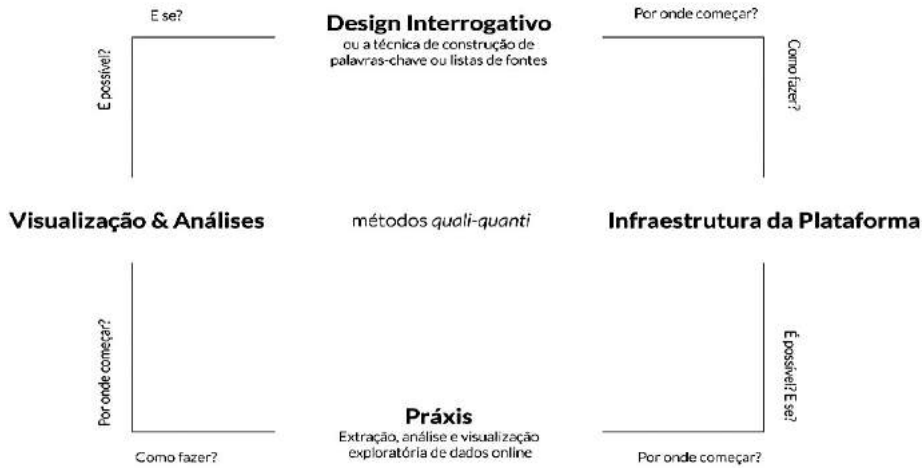 E se?
Design Interrogativo
Por onde começar?
ou a técnica de construção de
palavras-chave ou listas de fontes
É possível?
Como fazer?
Visualização & Análises
métodos quali-quanti
Infraestrutura da Plataforma
Por onde começar?
É possível? E se?
Práxis
Extração, análise e visualização
exploratória de dados online
Como fazer?
Por onde começar?